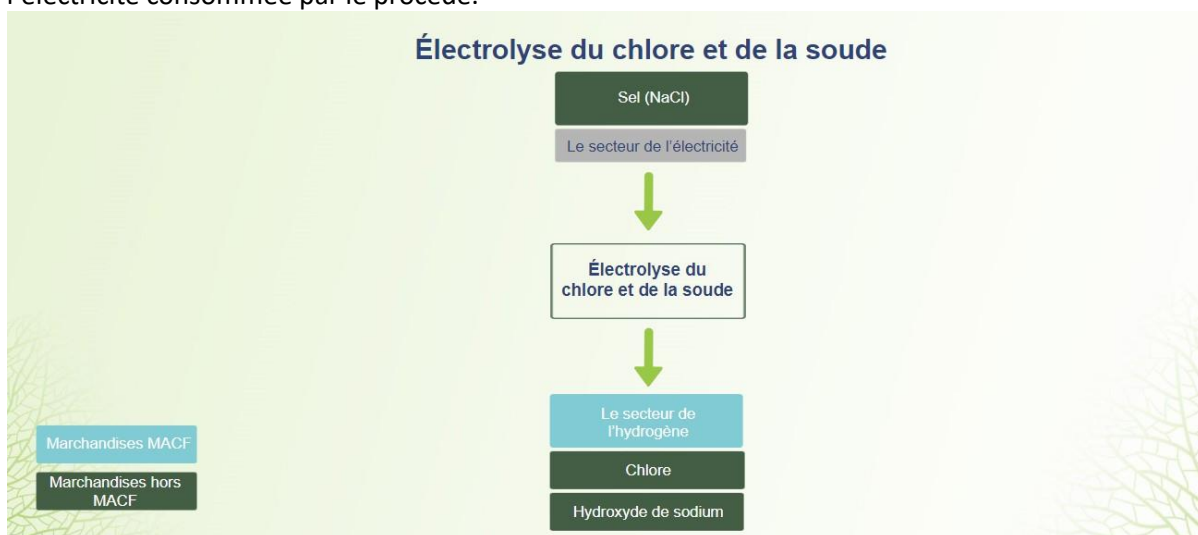 l'électricité consommée par le procédé.
Électrolyse du chlore et de la soude
Sel (NaCl)
Le secteur de l'électricité
Électrolyse du
chlore et de la soude
Le secteur de
l'hydrogène
Chlore
Hydroxyde de sodium
Marchandises MACF
Marchandises hors
MACF